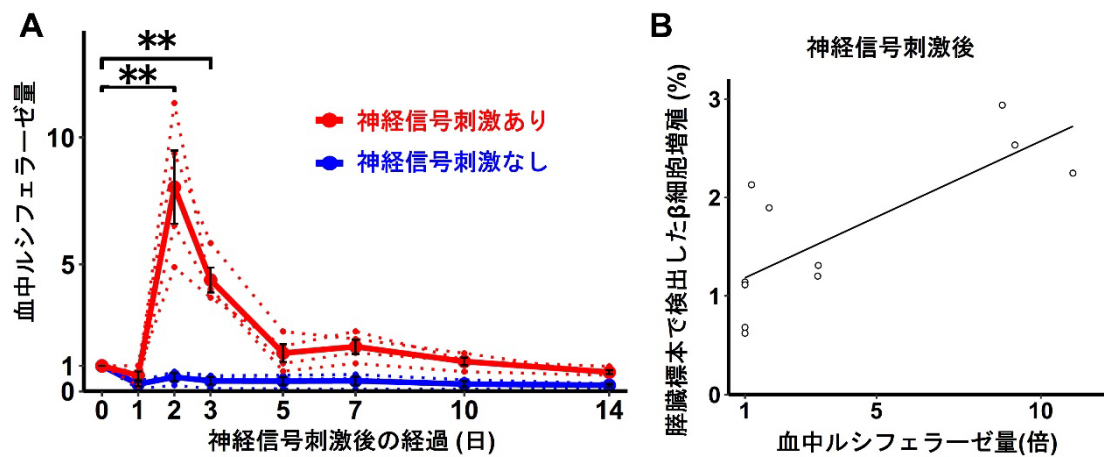 A
**
**
血中ルシフェラーゼ量
10
5
1
0
神経信号刺激あり
神経信号刺激なし
0 1 2 3 5 7 10 14
神経信号刺激後の経過 (日)
B
神経信号刺激後
膵臓標本で検出したβ細胞増殖 (%)
3
2
1
0
1 5 10
血中ルシフェラーゼ量(倍)